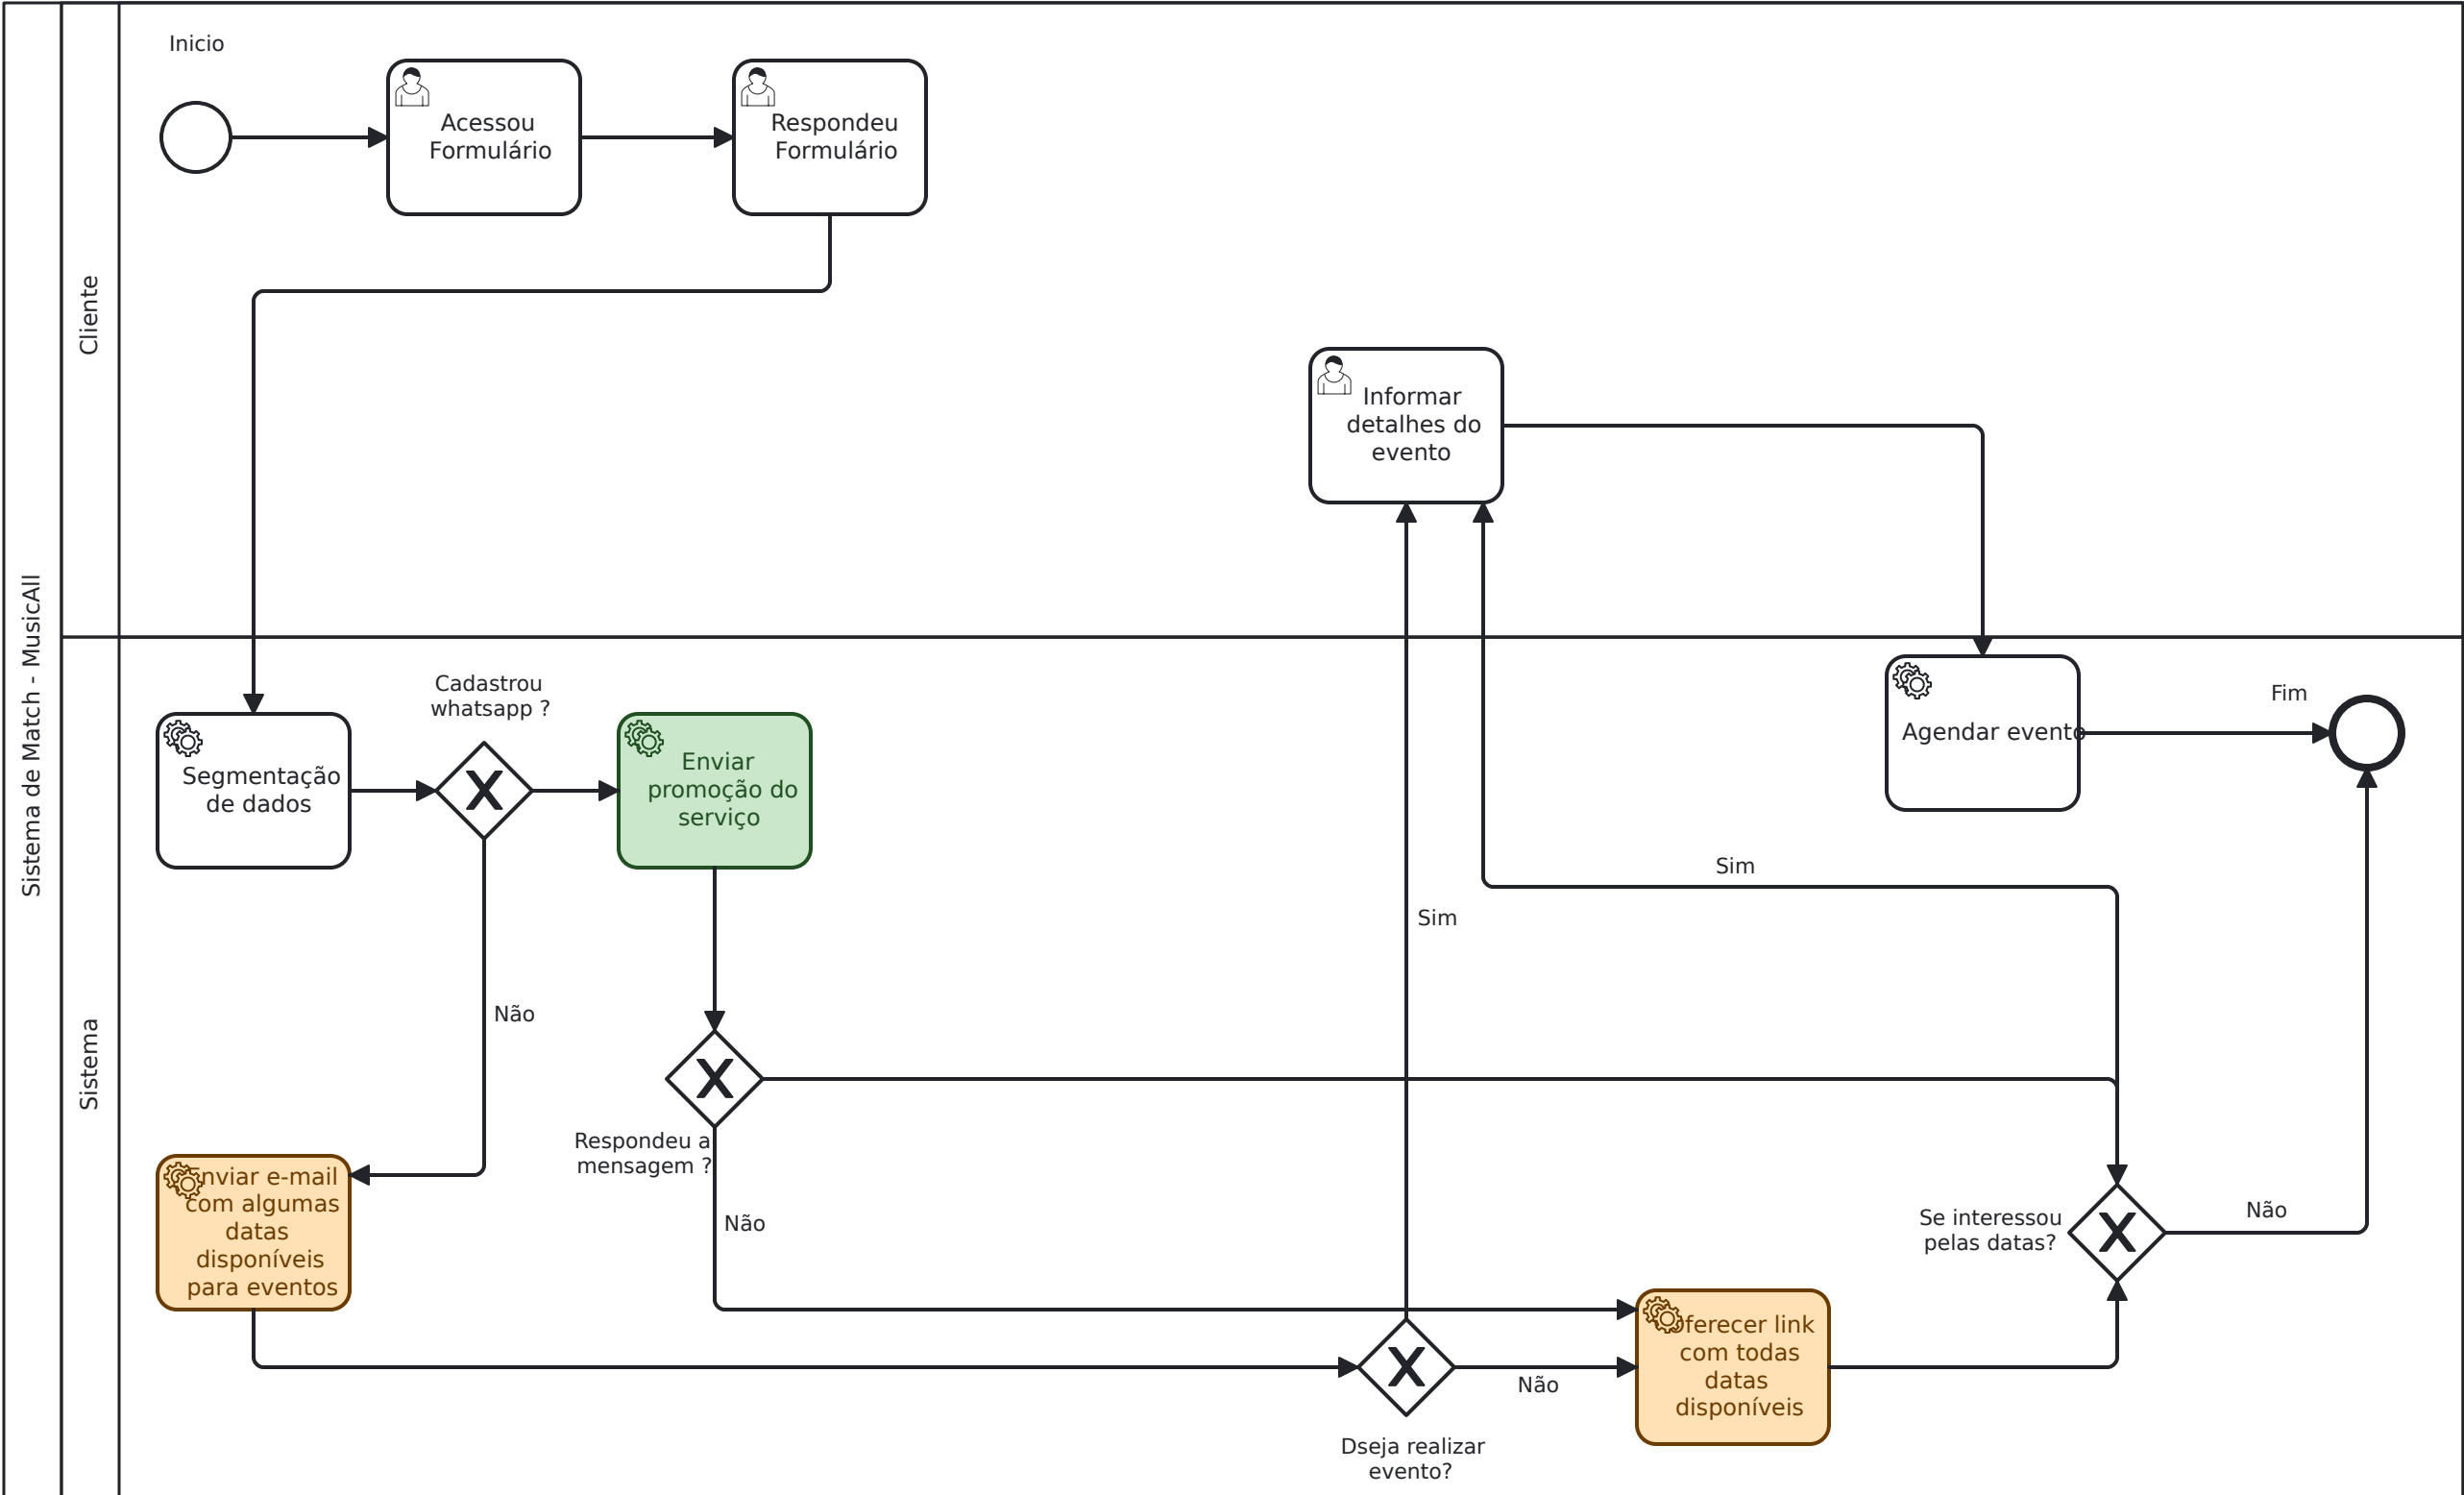 Sistema de Match - MusicAll
Cliente
Inicio
Acessou
Formulário
Respondeu
Formulário
Informar
detalhes do
evento
Sistema
Segmentação
de dados
Cadastrou
whatsapp ?
Enviar
promoção do
serviço
Agendar evento
Fim
Sim
Sim
Não
Respondeu a
mensagem ?
Não
Enviar e-mail
com algumas
datas
disponíveis
para eventos
Se interessou
pelas datas?
Não
Oferecer link
com todas
datas
disponíveis
Não
Dseja realizar
evento?